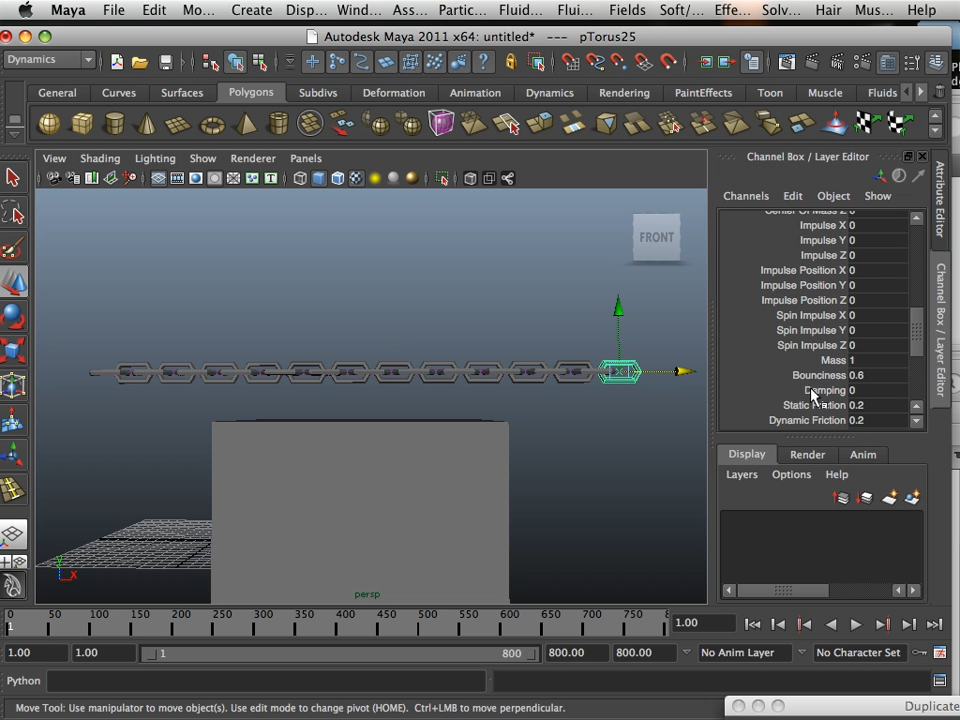 Maya File Edit Mo... Create Disp... Wind... Ass... Partic... Fluid... Flui... Fields Soft/... Effe... Solv... Hair Mus... Help
Autodesk Maya 2011 x64: untitled* --- pTorus25
Dynamics
General Curves Surfaces Polygons Subdivs Deformation Animation Dynamics Rendering PaintEffects Toon Muscle Fluids
View Shading Lighting Show Renderer Panels
Channel Box / Layer Editor
Channels Edit Object Show
Center Of Mass Z 0
Impulse X 0
Impulse Y 0
Impulse Z 0
Impulse Position X 0
Impulse Position Y 0
Impulse Position Z 0
Spin Impulse X 0
Spin Impulse Y 0
Spin Impulse Z 0
Mass 1
Bounciness 0.6
Damping 0
Static Friction 0.2
Dynamic Friction 0.2
Attribute Editor
Channel Box / Layer Editor
FRONT
Display Render Anim
Layers Options Help
Y
X
persp
0 50 100 150 200 250 300 350 400 450 500 550 600 650 700 750 8
1
1.00
1.00 1.00 1 800 800.00 800.00 No Anim Layer No Character Set
Python
Move Tool: Use manipulator to move object(s). Use edit mode to change pivot (HOME). Ctrl+LMB to move perpendicular.
Duplicate